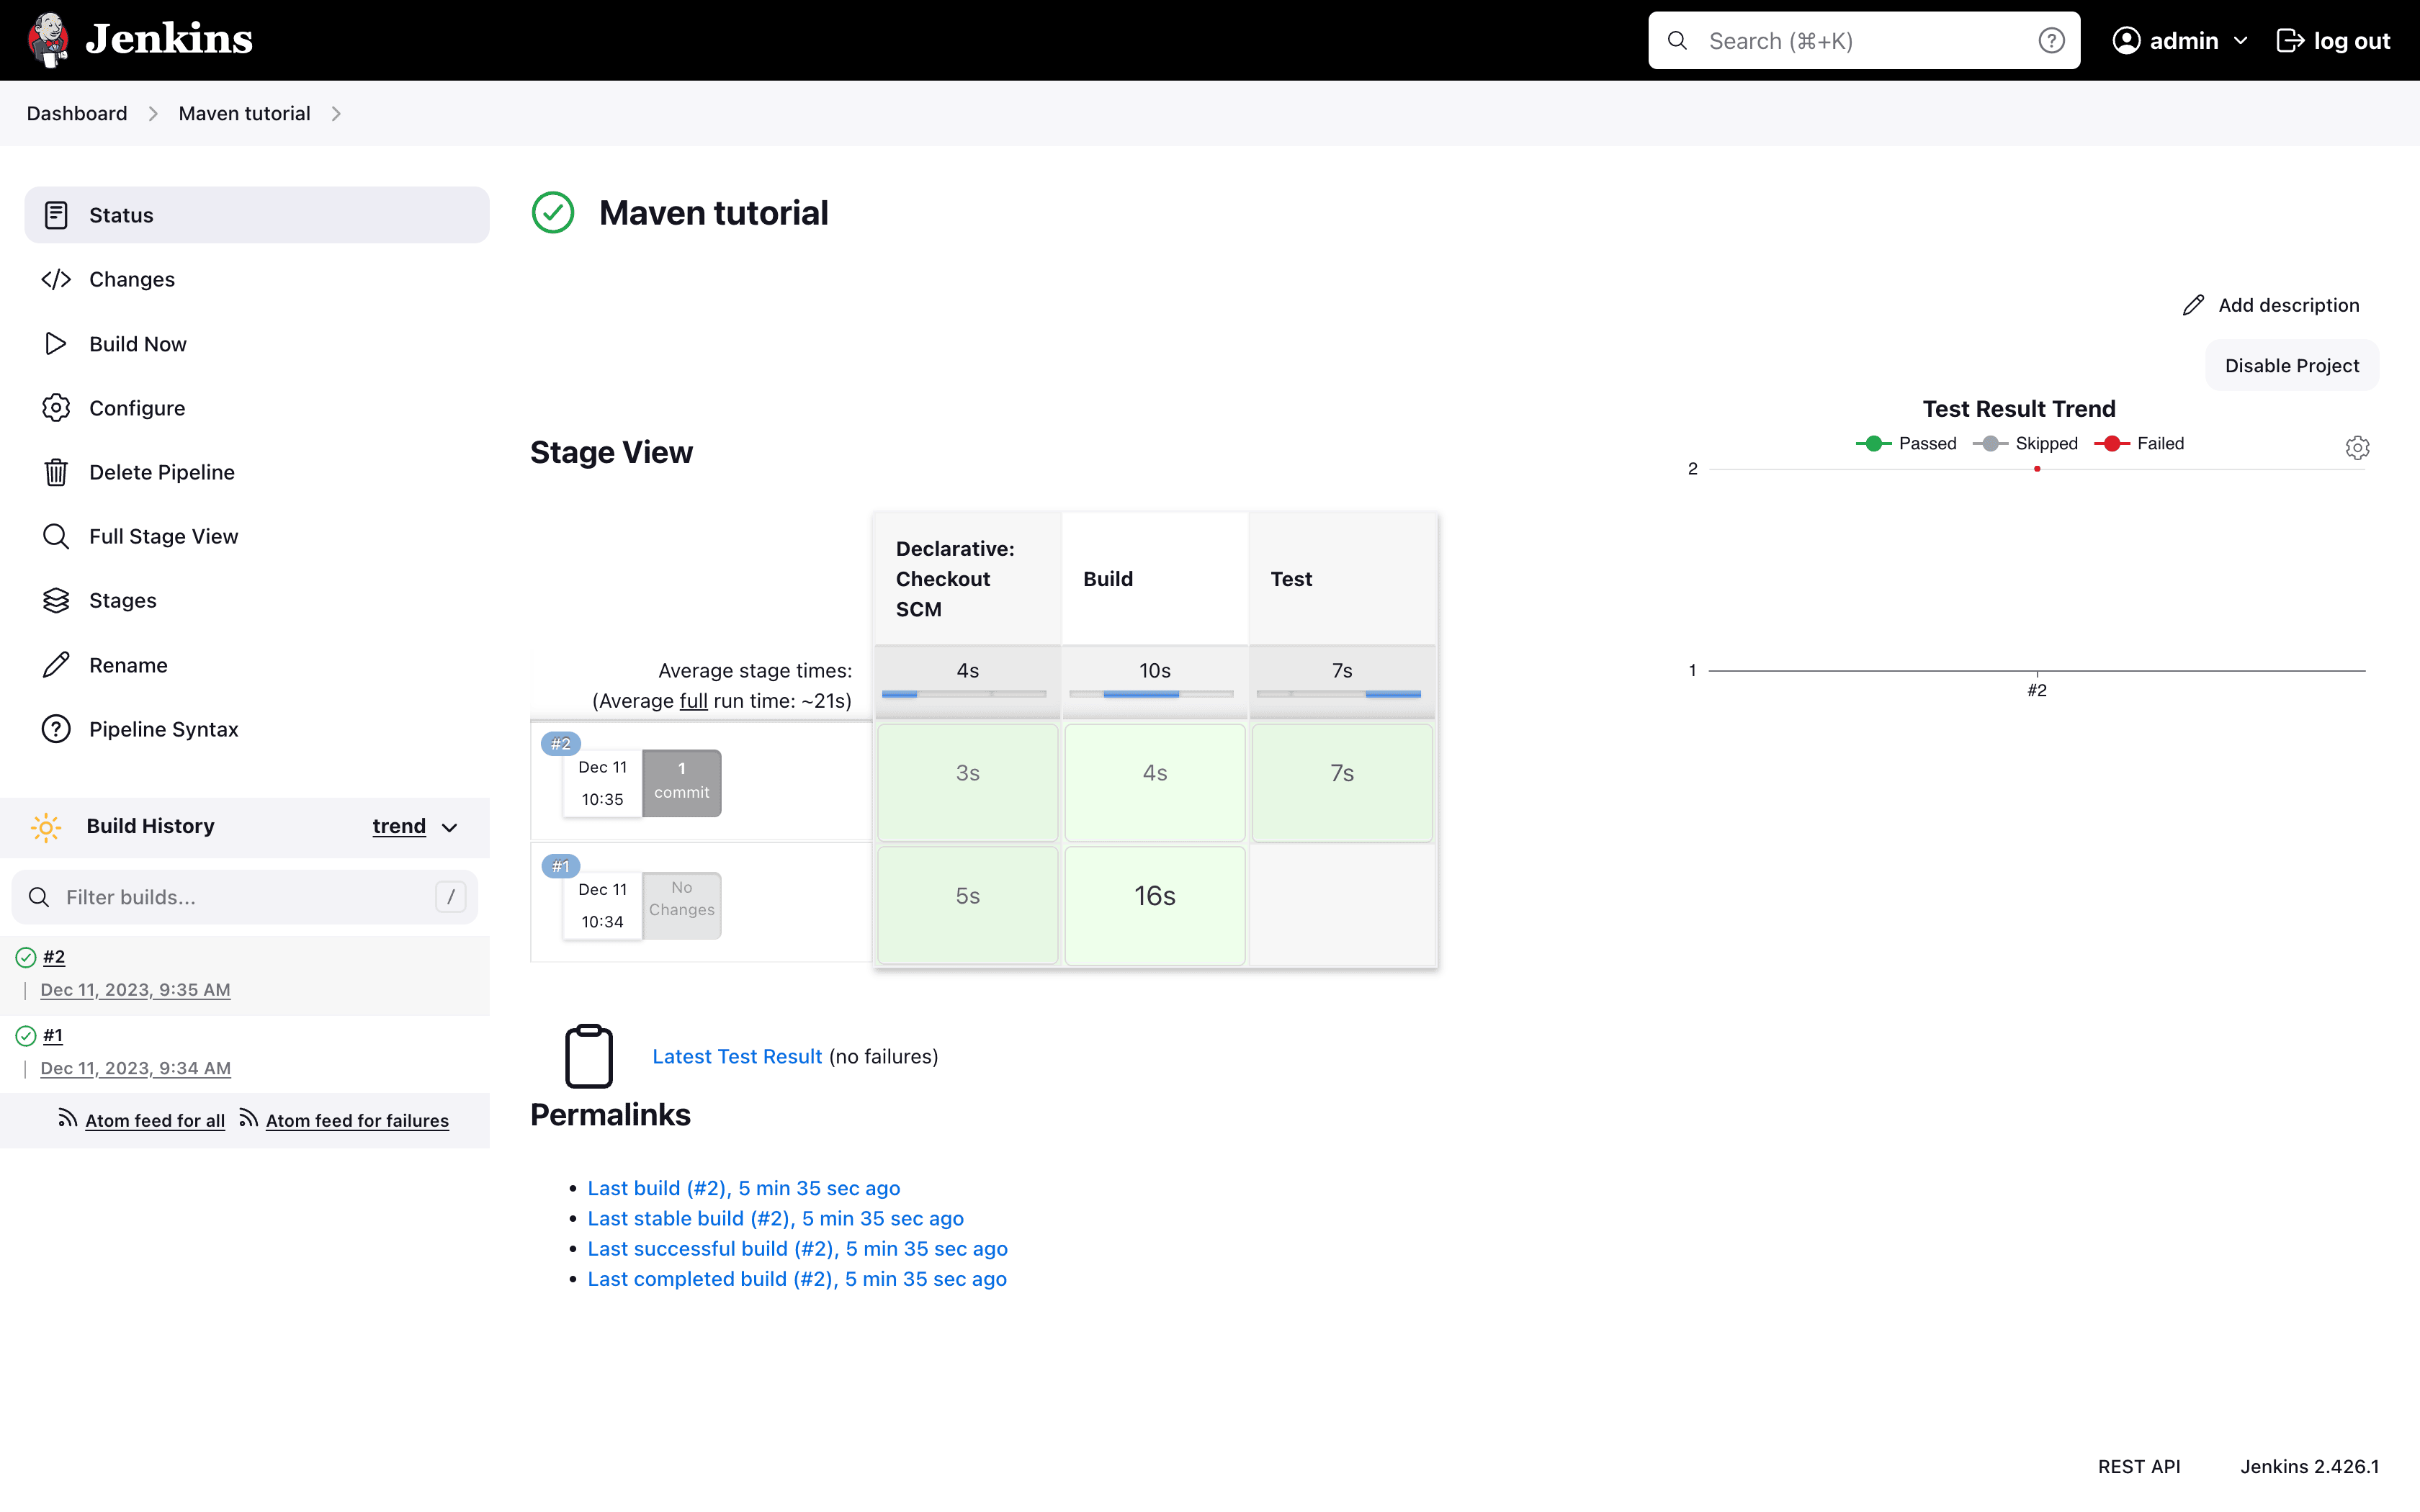 Jenkins
Search (⌘+K)
?
admin
log out
Dashboard
Maven tutorial
Status
Changes
Build Now
Configure
Delete Pipeline
Full Stage View
Stages
Rename
Pipeline Syntax
Build History
trend
Filter builds...
/
#2
Dec 11, 2023, 9:35 AM
#1
Dec 11, 2023, 9:34 AM
Atom feed for all
Atom feed for failures
Maven tutorial
Add description
Disable Project
Test Result Trend
Passed
Skipped
Failed
2
1
#2
Stage View
Declarative:
Checkout
SCM
Build
Test
Average stage times:
(Average full run time: ~21s)
4s
10s
7s
#2
Dec 11
10:35
1
commit
3s
4s
7s
#1
Dec 11
10:34
No
Changes
5s
16s
Latest Test Result (no failures)
Permalinks
Last build (#2), 5 min 35 sec ago
Last stable build (#2), 5 min 35 sec ago
Last successful build (#2), 5 min 35 sec ago
Last completed build (#2), 5 min 35 sec ago
REST API
Jenkins 2.426.1